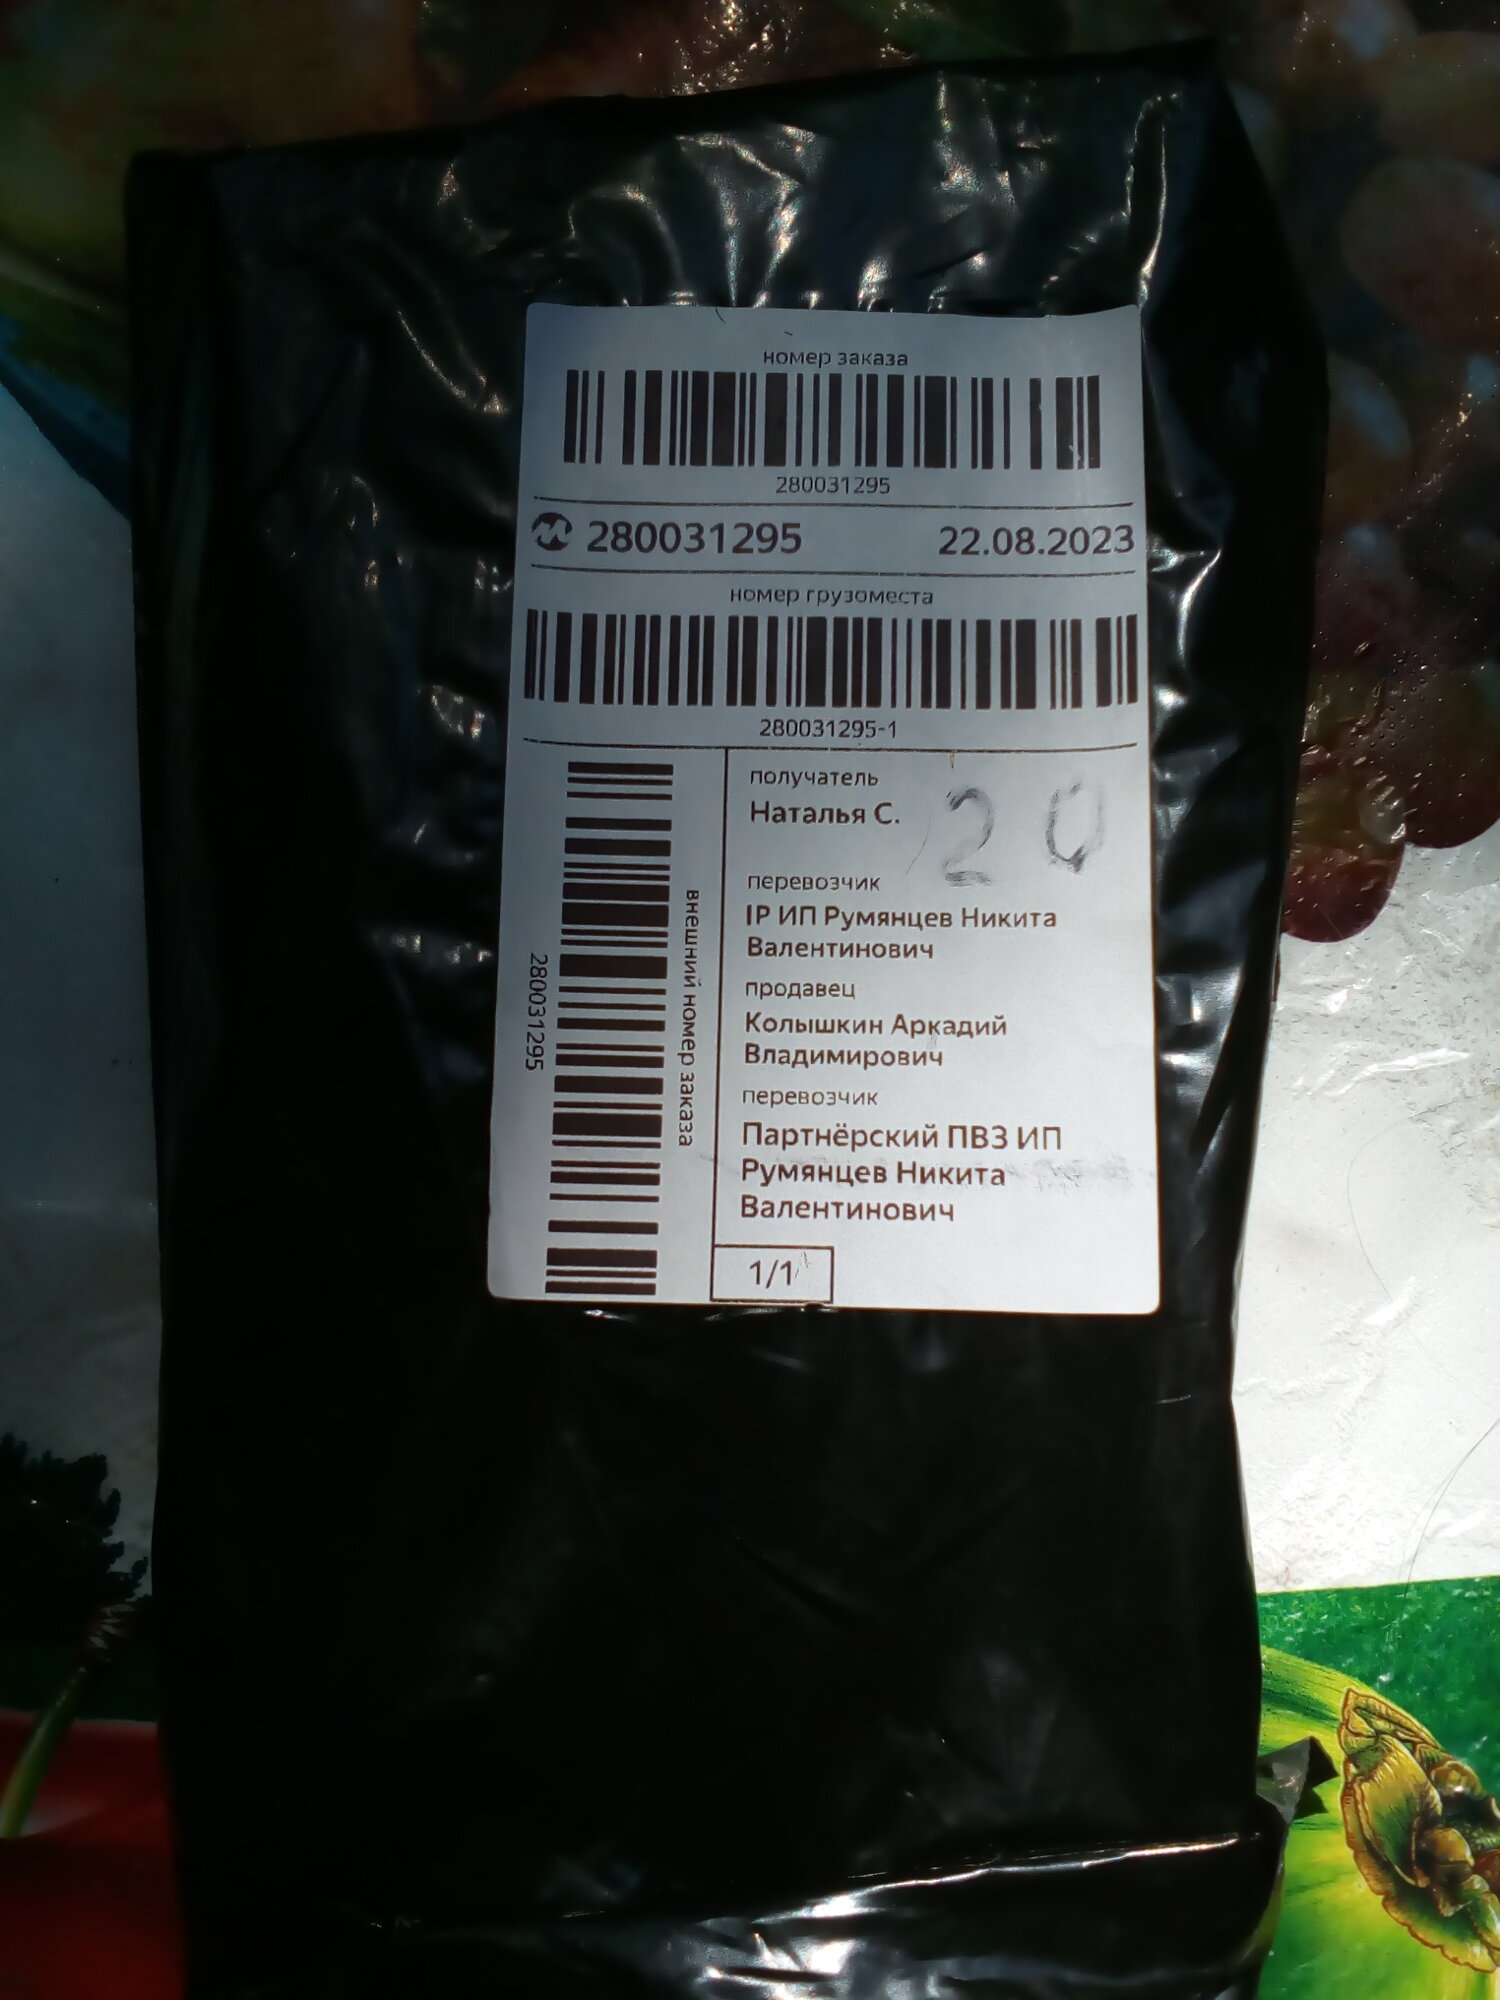 номер заказа
280031295
280031295 22.08.2023
номер грузоместа
280031295-1
получатель
Наталья С.
20
перевозчик
IP ИП Румянцев Никита
Валентинович
продавец
Колышкин Аркадий
Владимирович
перевозчик
Партнёрский ПВЗ ИП
Румянцев Никита
Валентинович
1/1
внешний номер заказа
280031295